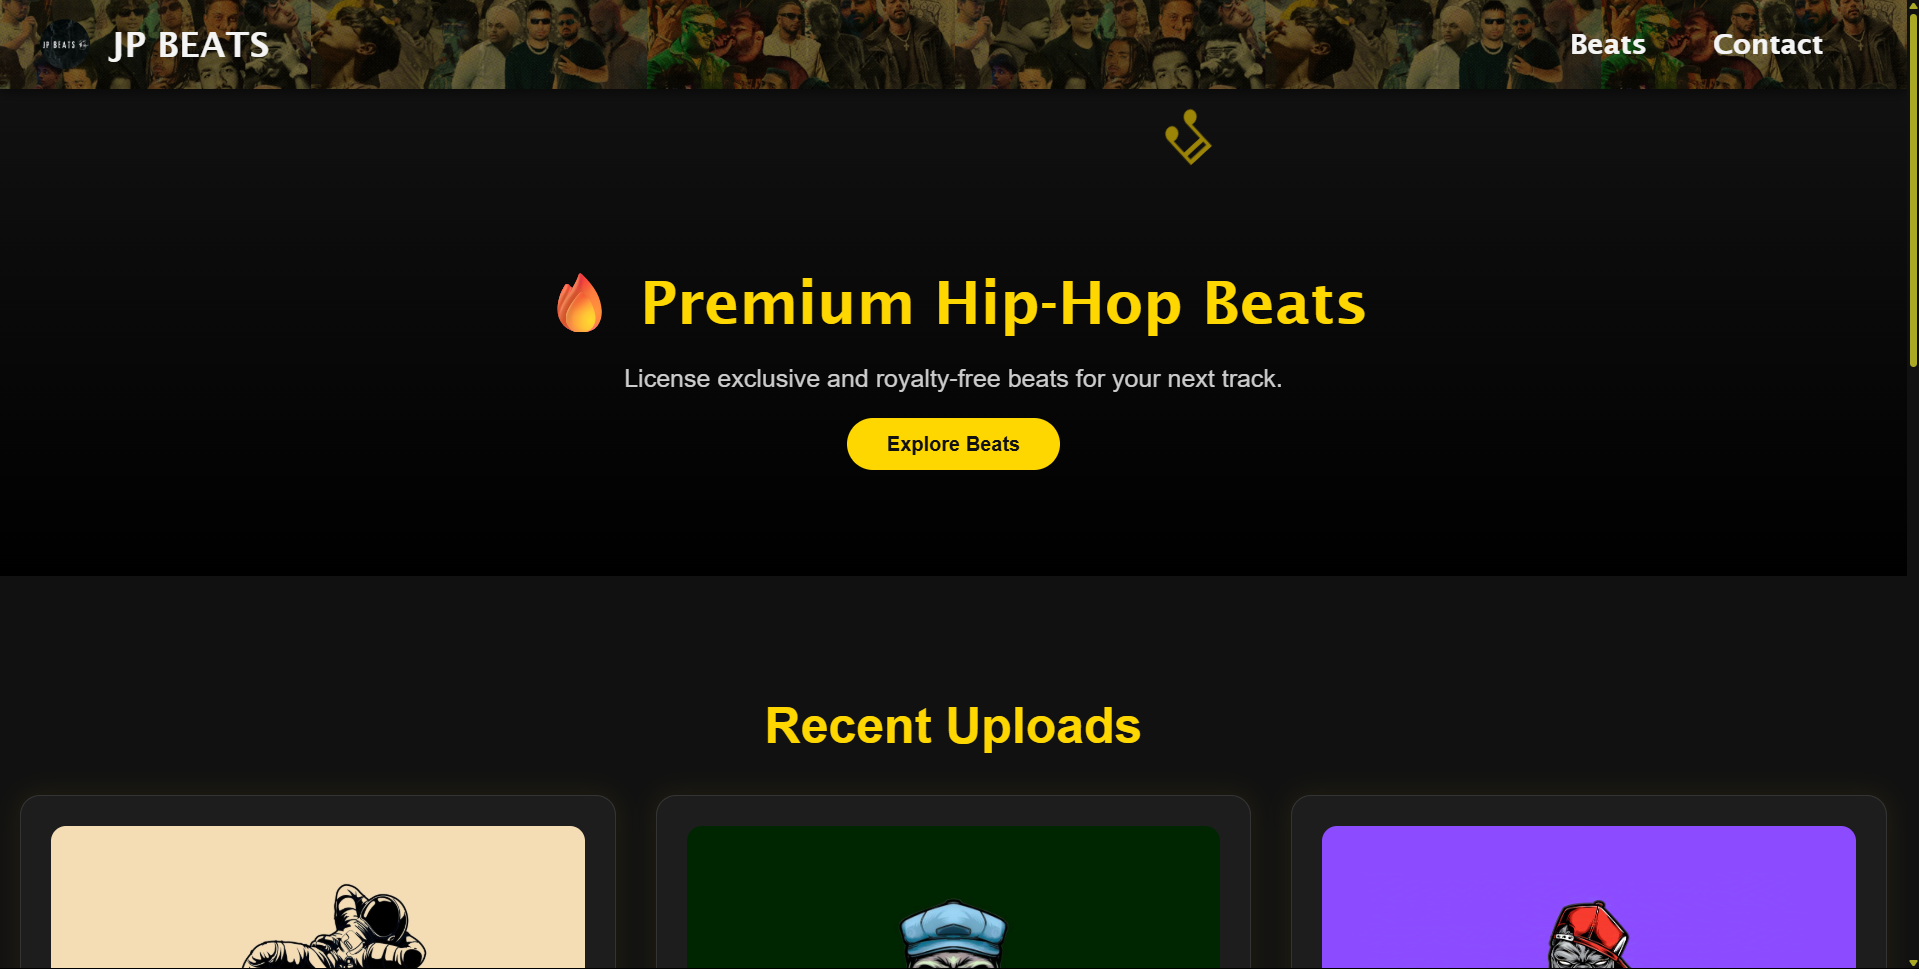 JP BEATS
JP BEATS
Beats
Contact
Premium Hip-Hop Beats
License exclusive and royalty-free beats for your next track.
Explore Beats
Recent Uploads